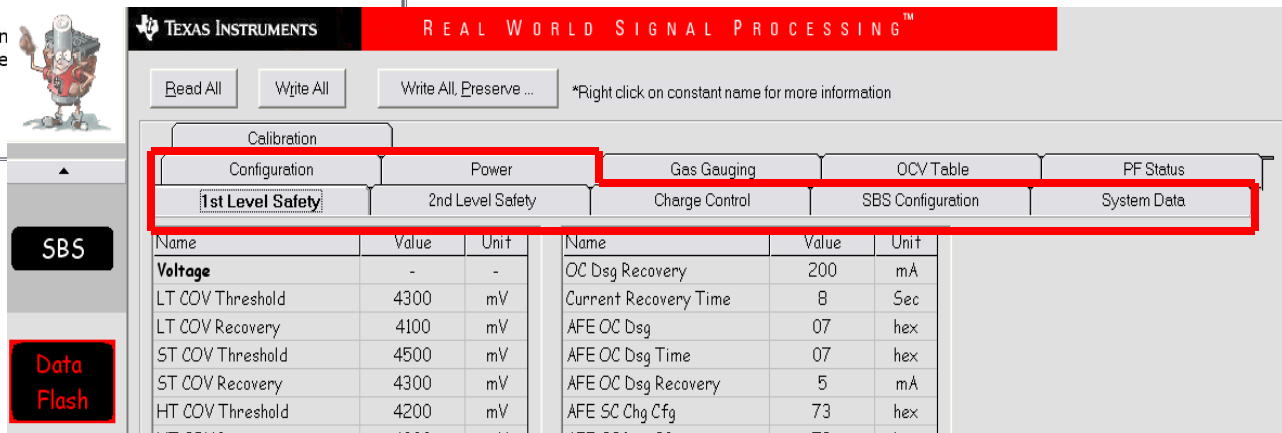 n
e
TEXAS INSTRUMENTS
REAL WORLD SIGNAL PROCESSING™
Read All
Write All
Write All, Preserve ...
*Right click on constant name for more information
Calibration
Configuration
Power
Gas Gauging
OCV Table
PF Status
1st Level Safety
2nd Level Safety
Charge Control
SBS Configuration
System Data
SBS
Data
Flash
Name Value Unit
Voltage - -
LT COV Threshold 4300 mV
LT COV Recovery 4100 mV
ST COV Threshold 4500 mV
ST COV Recovery 4300 mV
HT COV Threshold 4200 mV
Name Value Unit
OC Dsg Recovery 200 mA
Current Recovery Time 8 Sec
AFE OC Dsg 07 hex
AFE OC Dsg Time 07 hex
AFE OC Dsg Recovery 5 mA
AFE SC Chg Cfg 73 hex